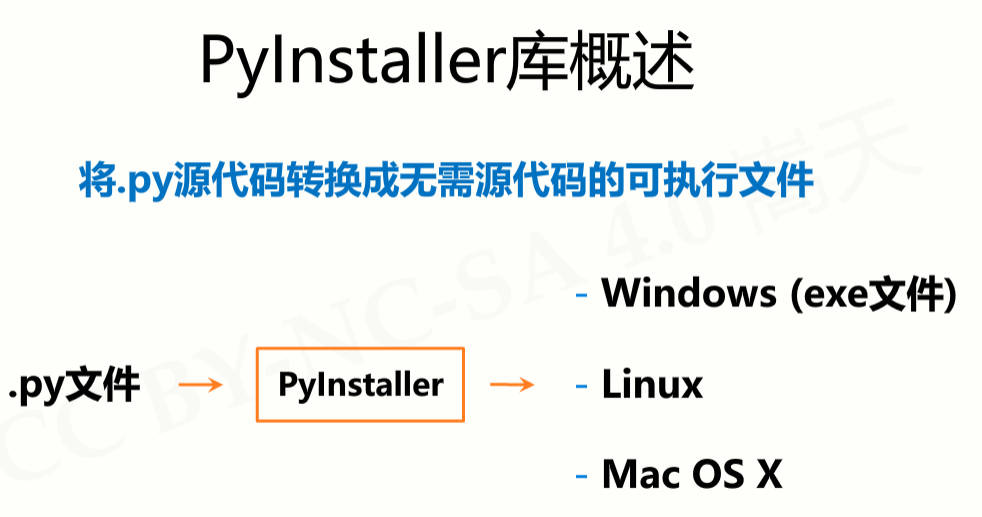 PyInstaller库概述
将.py源代码转换成无需源代码的可执行文件
- Windows (exe文件)
.py文件 → PyInstaller → - Linux
- Mac OS X
CC BY-NC-SA 4.0 嵩天